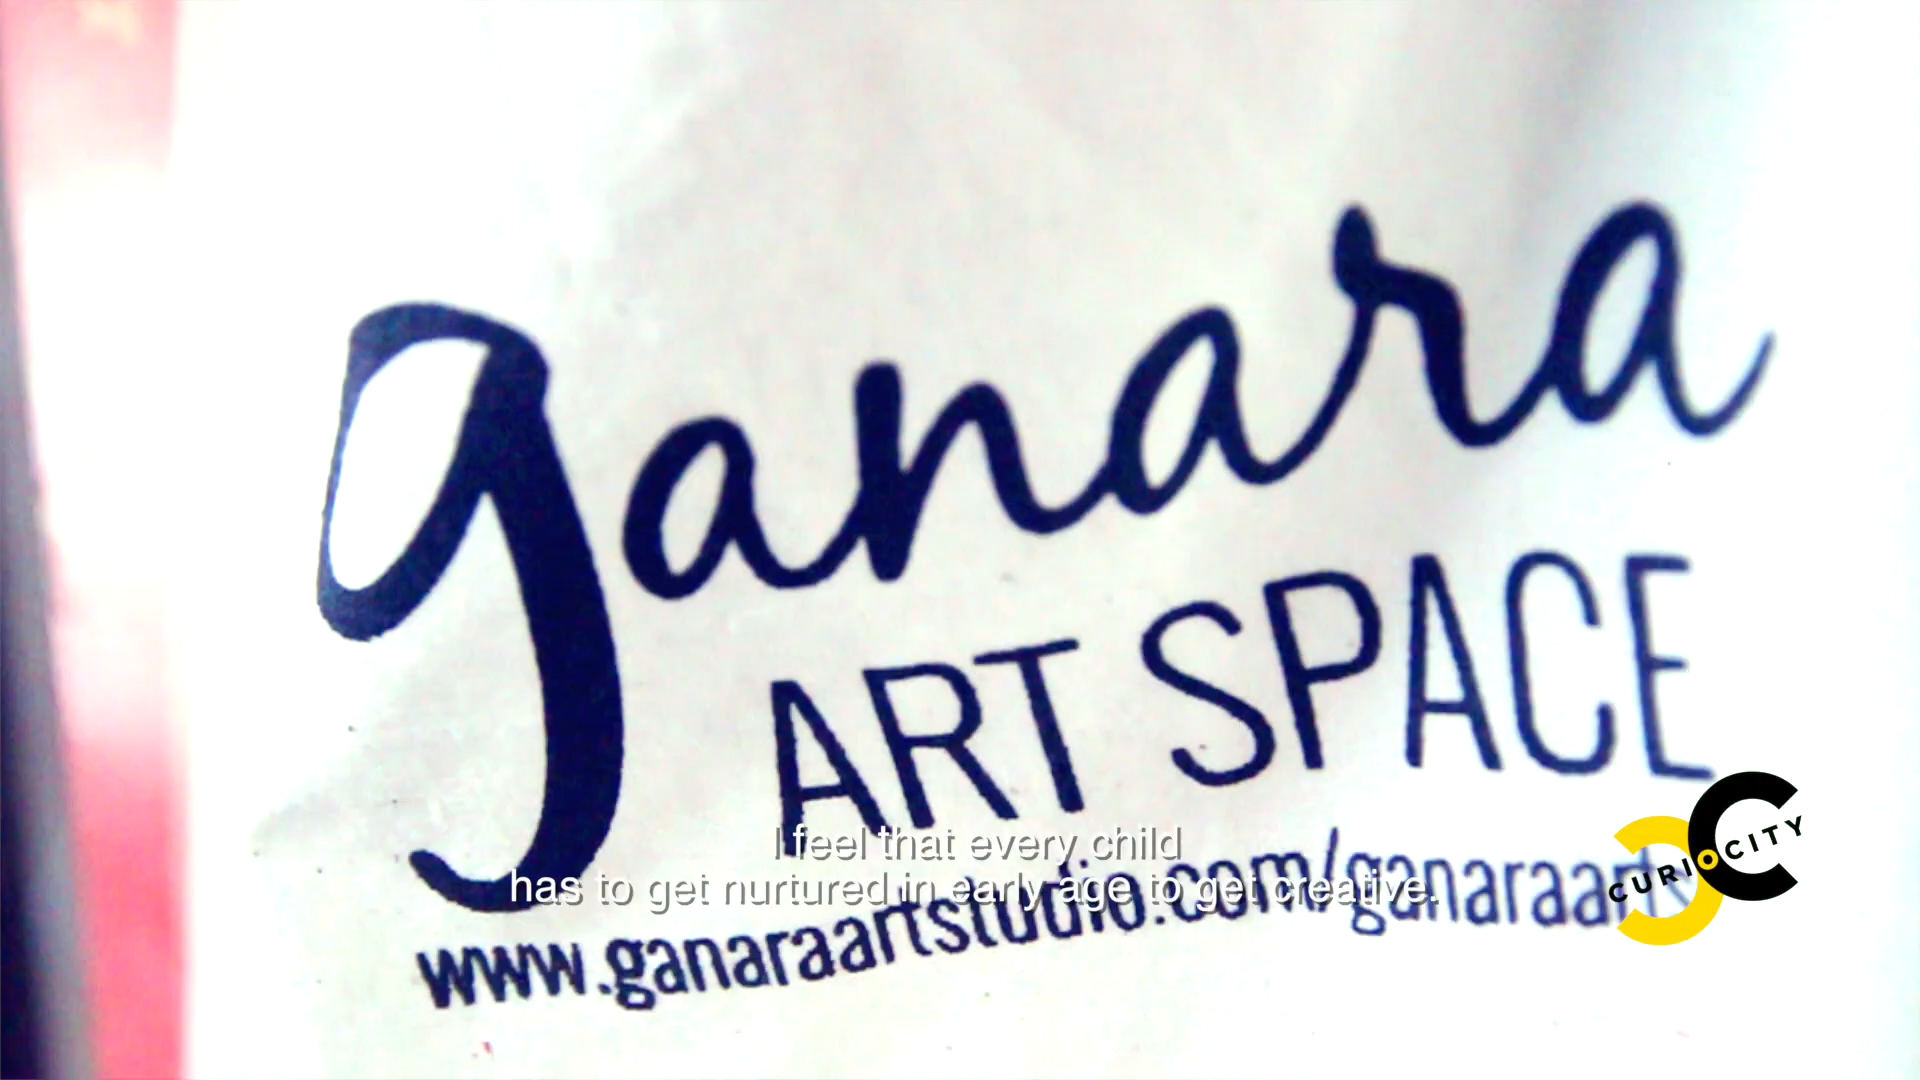 ganara
ART SPACE
I feel that every child
has to get nurtured in early age to get creative.
www.ganaraartstudio.com/ganaraarts
CURIOCITY